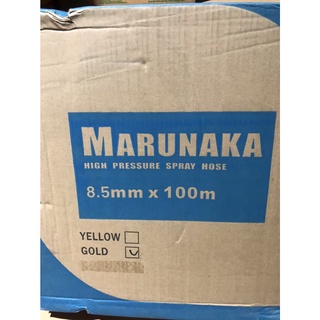 MARUNAKA
HIGH PRESSURE SPRAY HOSE
8.5mm x 100m
YELLOW
GOLD